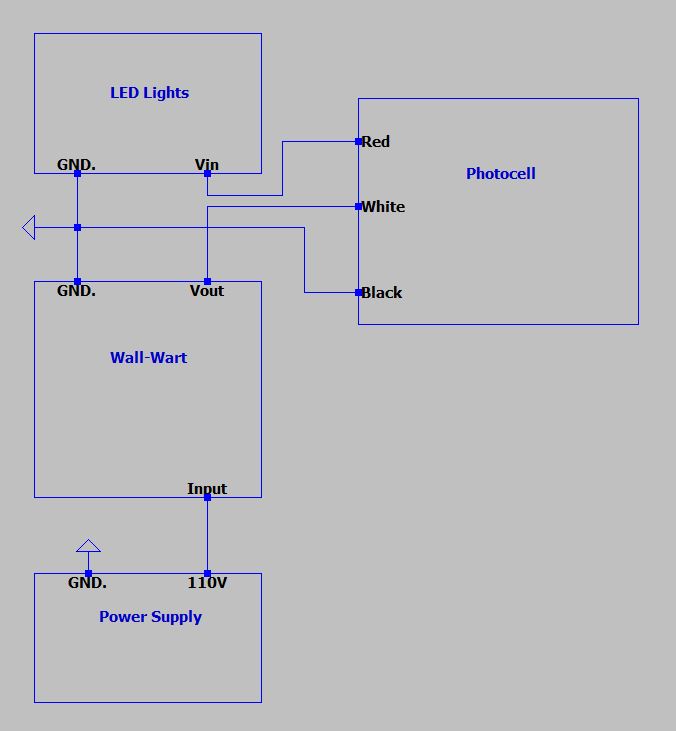 LED Lights
GND.
Vin
Red
Photocell
White
Black
GND.
Vout
Wall-Wart
Input
GND.
110V
Power Supply